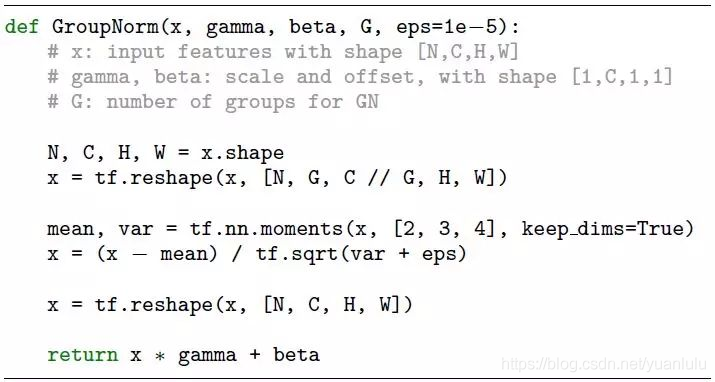 def GroupNorm(x, gamma, beta, G, eps=1e−5):
# x: input features with shape [N,C,H,W]
# gamma, beta: scale and offset, with shape [1,C,1,1]
# G: number of groups for GN
N, C, H, W = x.shape
x = tf.reshape(x, [N, G, C // G, H, W])
mean, var = tf.nn.moments(x, [2, 3, 4], keep_dims=True)
x = (x − mean) / tf.sqrt(var + eps)
x = tf.reshape(x, [N, C, H, W])
return x * gamma + beta
https://blog.csdn.net/yuanlulu